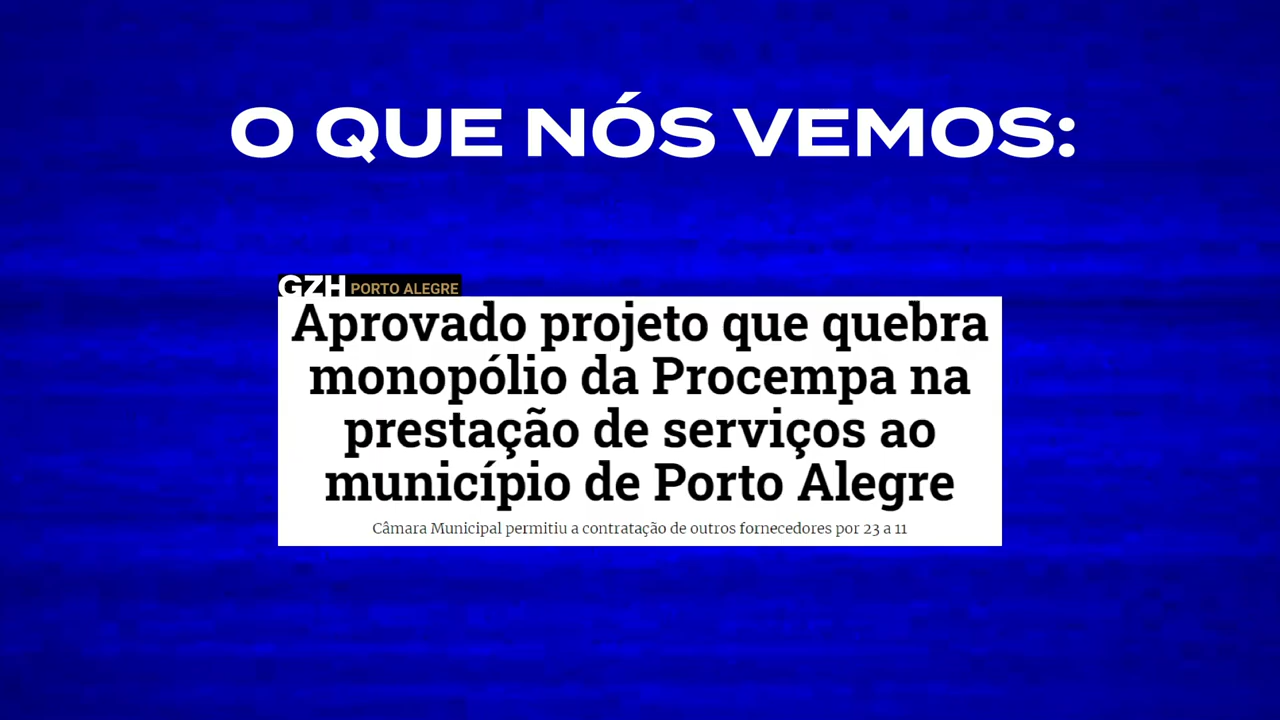 O QUE NÓS VEMOS:
GZH PORTO ALEGRE
Aprovado projeto que quebra
monopólio da Procempa na
prestação de serviços ao
município de Porto Alegre
Câmara Municipal permitiu a contratação de outros fornecedores por 23 a 11